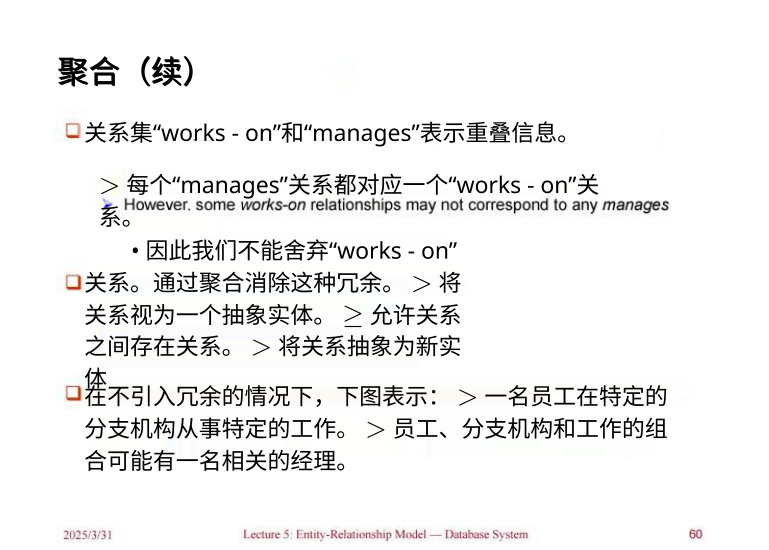 聚合（续）
关系集“works - on”和“manages”表示重叠信息。
> 每个“manages”关系都对应一个“works - on”关
However, some works-on relationships may not correspond to any manages
系。
• 因此我们不能舍弃“works - on”
关系。通过聚合消除这种冗余。 > 将
关系视为一个抽象实体。 ≥ 允许关系
之间存在关系。 > 将关系抽象为新实
体
在不引入冗余的情况下，下图表示： > 一名员工在特定的
分支机构从事特定的工作。 > 员工、分支机构和工作的组
合可能有一名相关的经理。
2025/3/31 Lecture 5: Entity-Relationship Model — Database System 60